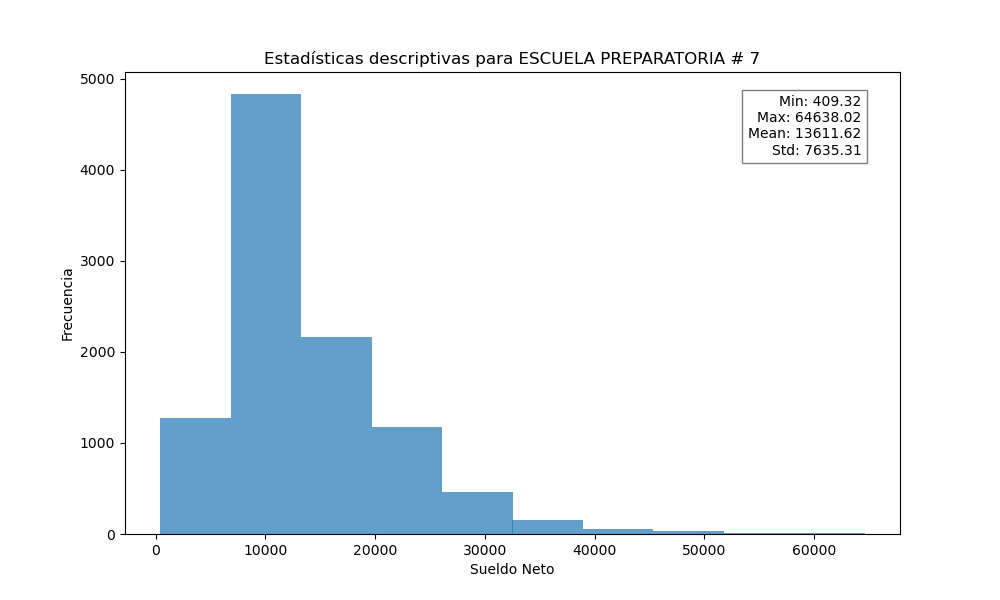 Estadísticas descriptivas para ESCUELA PREPARATORIA # 7
Min: 409.32
Max: 64638.02
Mean: 13611.62
Std: 7635.31
5000
4000
3000
2000
1000
0
Frecuencia
0 10000 20000 30000 40000 50000 60000
Sueldo Neto